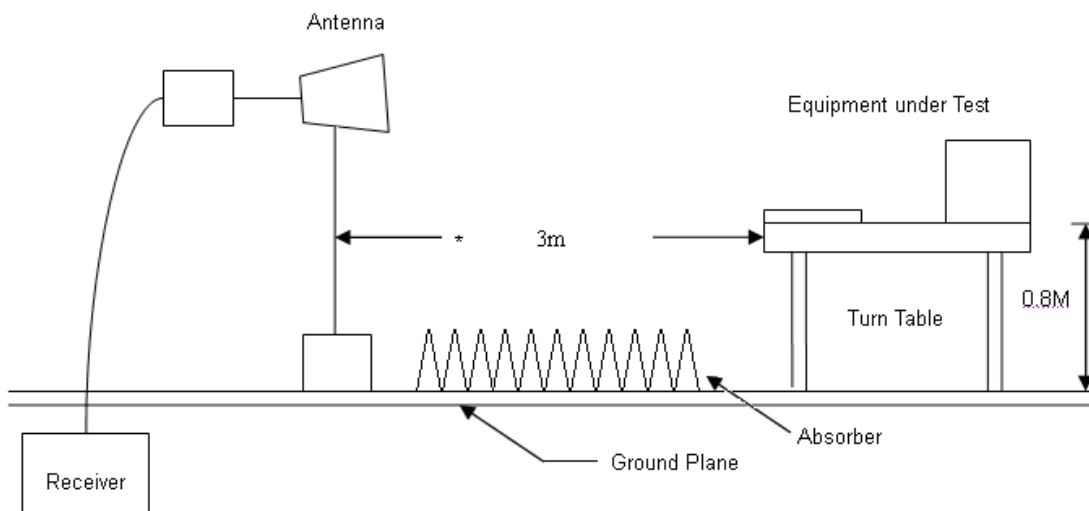 Antenna
Equipment under Test
* 3m
0.8M
Turn Table
Absorber
Ground Plane
Receiver